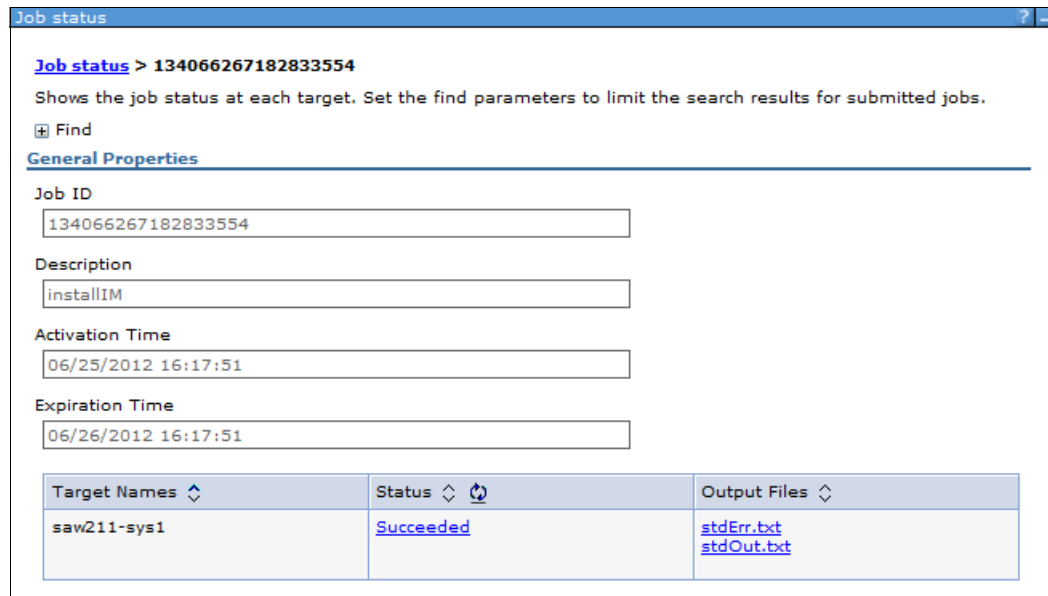 Job status ? –
Job status > 134066267182833554
Shows the job status at each target. Set the find parameters to limit the search results for submitted jobs.
Find
General Properties
Job ID
134066267182833554
Description
installIM
Activation Time
06/25/2012 16:17:51
Expiration Time
06/26/2012 16:17:51
Target Names Status Output Files
saw211-sys1 Succeeded stdErr.txt
stdOut.txt